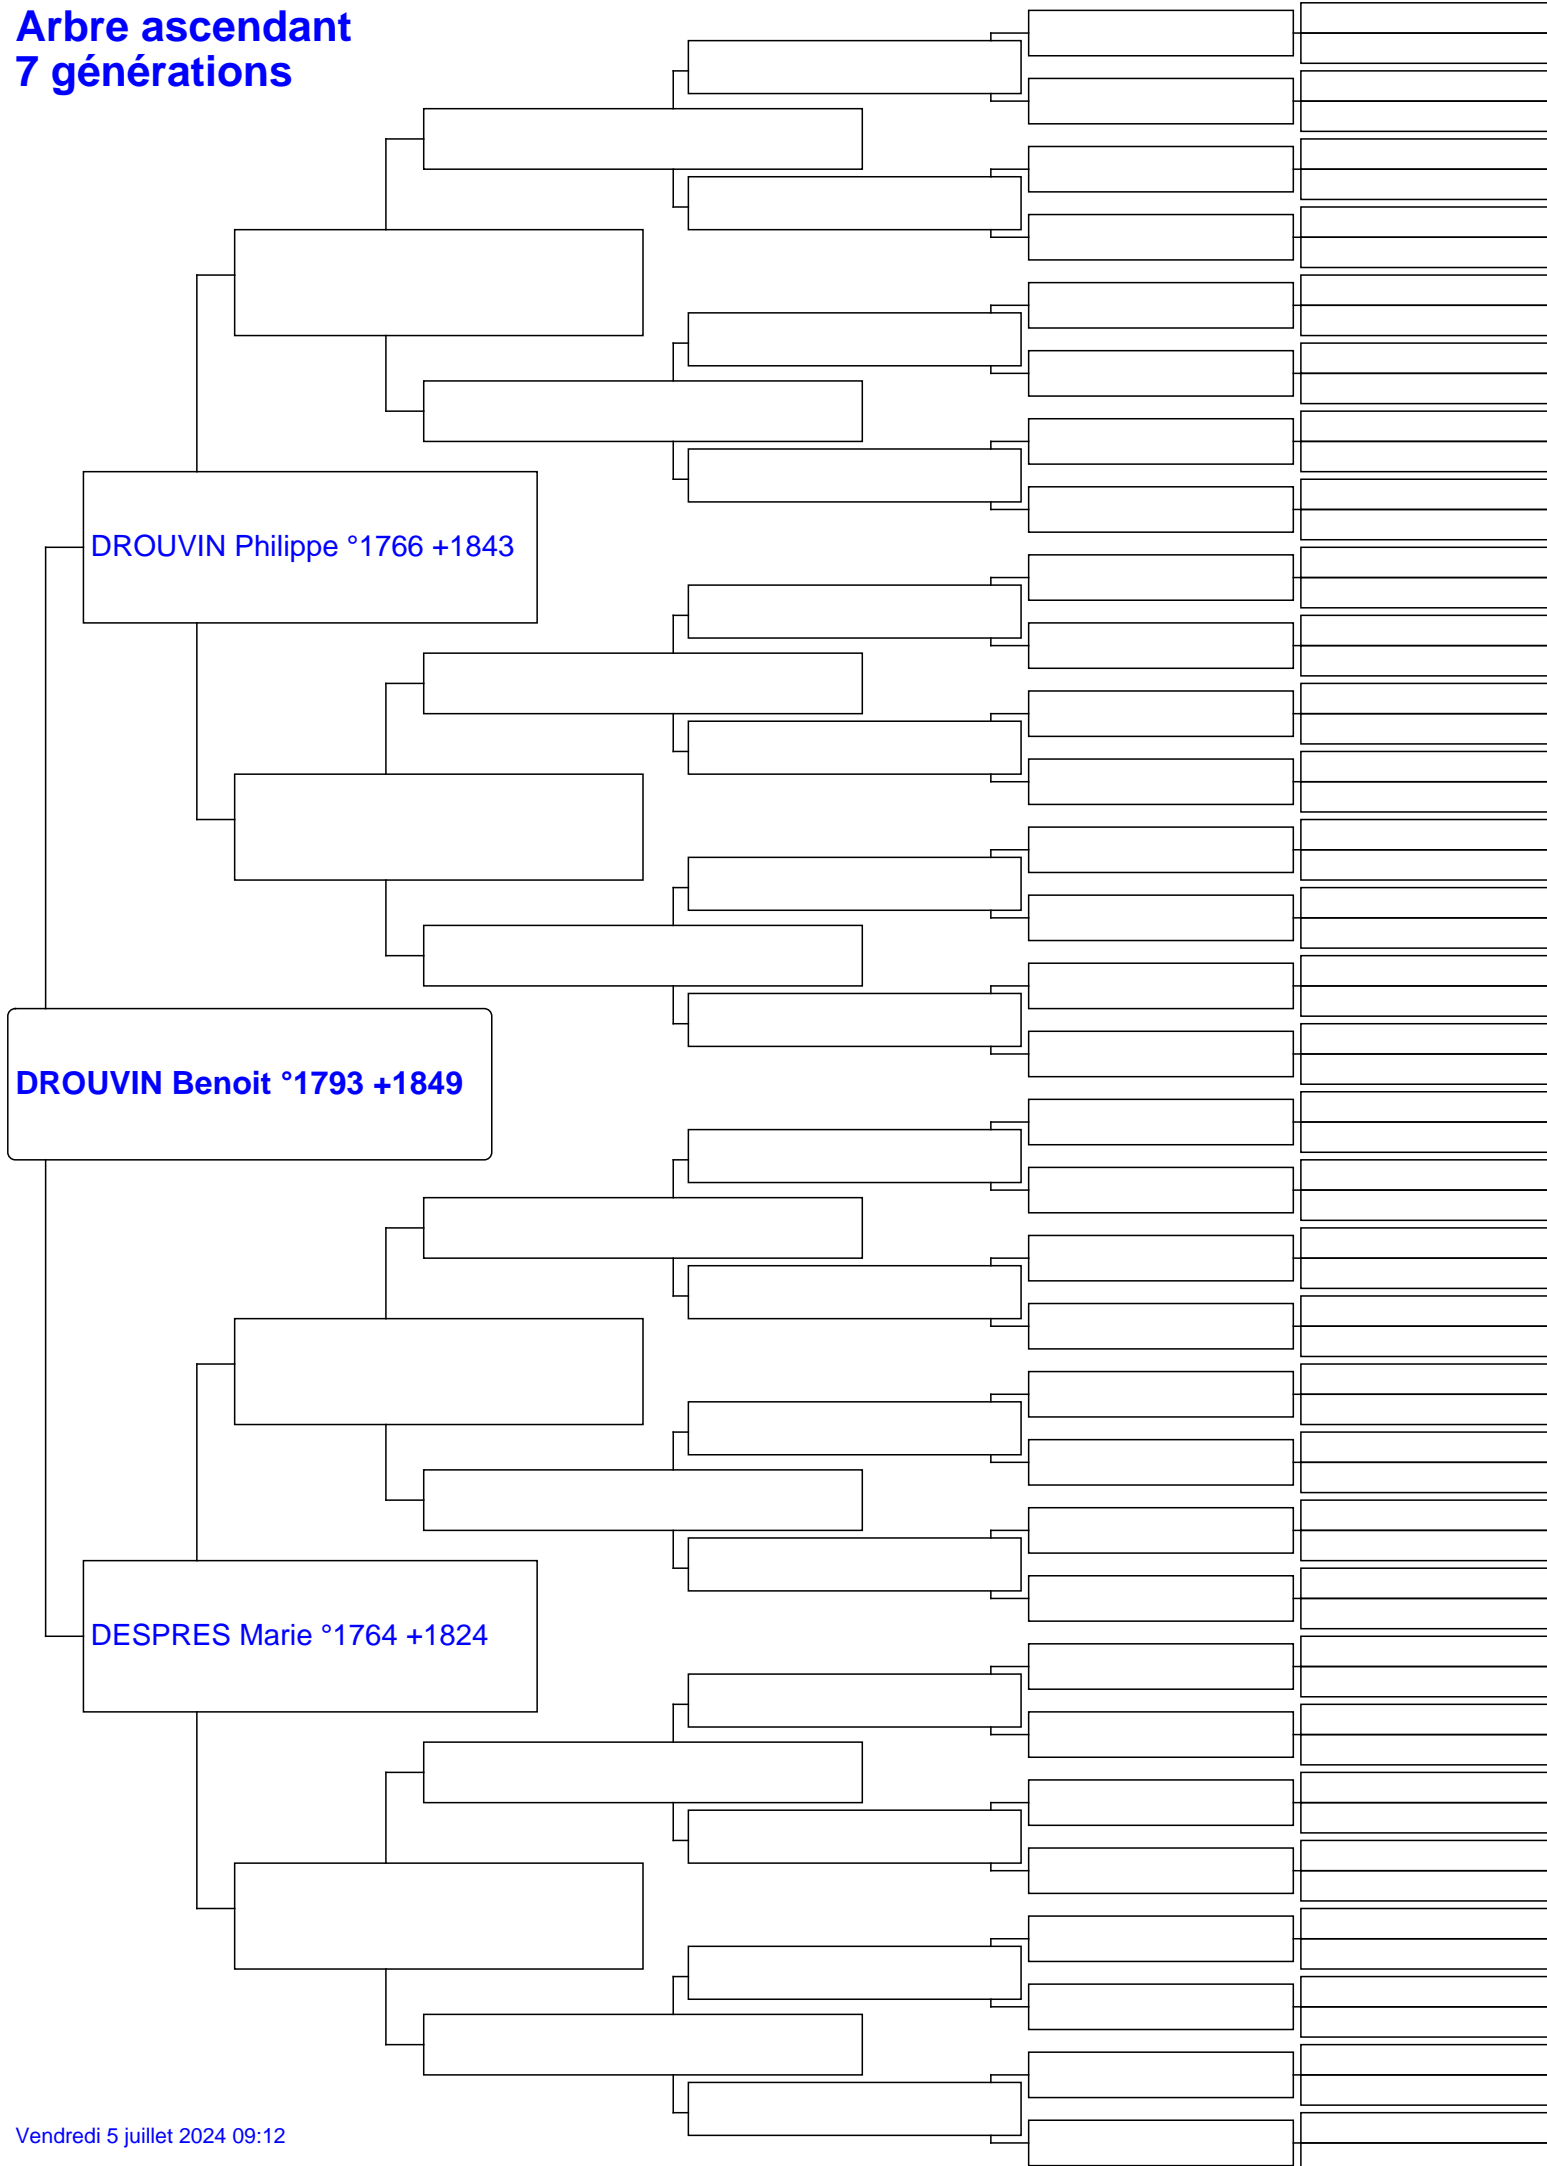 Arbre ascendant
7 générations
DROUVIN Philippe °1766 +1843
DROUVIN Benoit °1793 +1849
DESPRES Marie °1764 +1824
Vendredi 5 juillet 2024 09:12